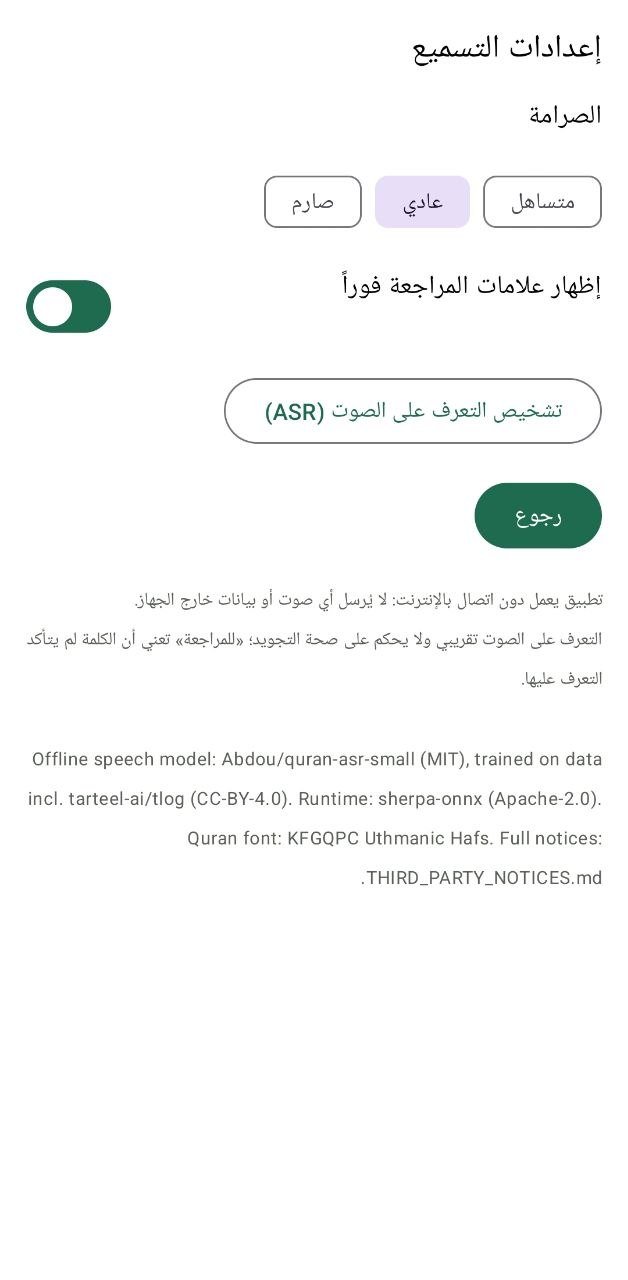 إعدادات التسميع
الصرامة
متساهل
عادي
صارم
إظهار علامات المراجعة فوراً
تشخيص التعرف على الصوت (ASR)
رجوع
تطبيق يعمل دون اتصال بالإنترنت: لا يُرسل أي صوت أو بيانات خارج الجهاز.
التعرف على الصوت تقريبي ولا يحكم على صحة التجويد؛ «للمراجعة» تعني أن الكلمة لم يتأكد
التعرف عليها.
Offline speech model: Abdou/quran-asr-small (MIT), trained on data
incl. tarteel-ai/tlog (CC-BY-4.0). Runtime: sherpa-onnx (Apache-2.0).
Quran font: KFGQPC Uthmanic Hafs. Full notices:
.THIRD_PARTY_NOTICES.md